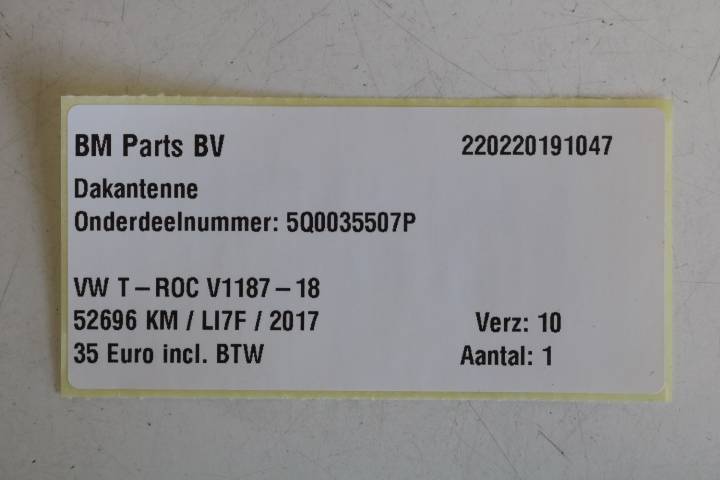 BM Parts BV 220220191047
Dakantenne
Onderdeelnummer: 5Q0035507P
VW T-ROC V1187-18
52696 KM / LI7F / 2017 Verz: 10
35 Euro incl. BTW Aantal: 1